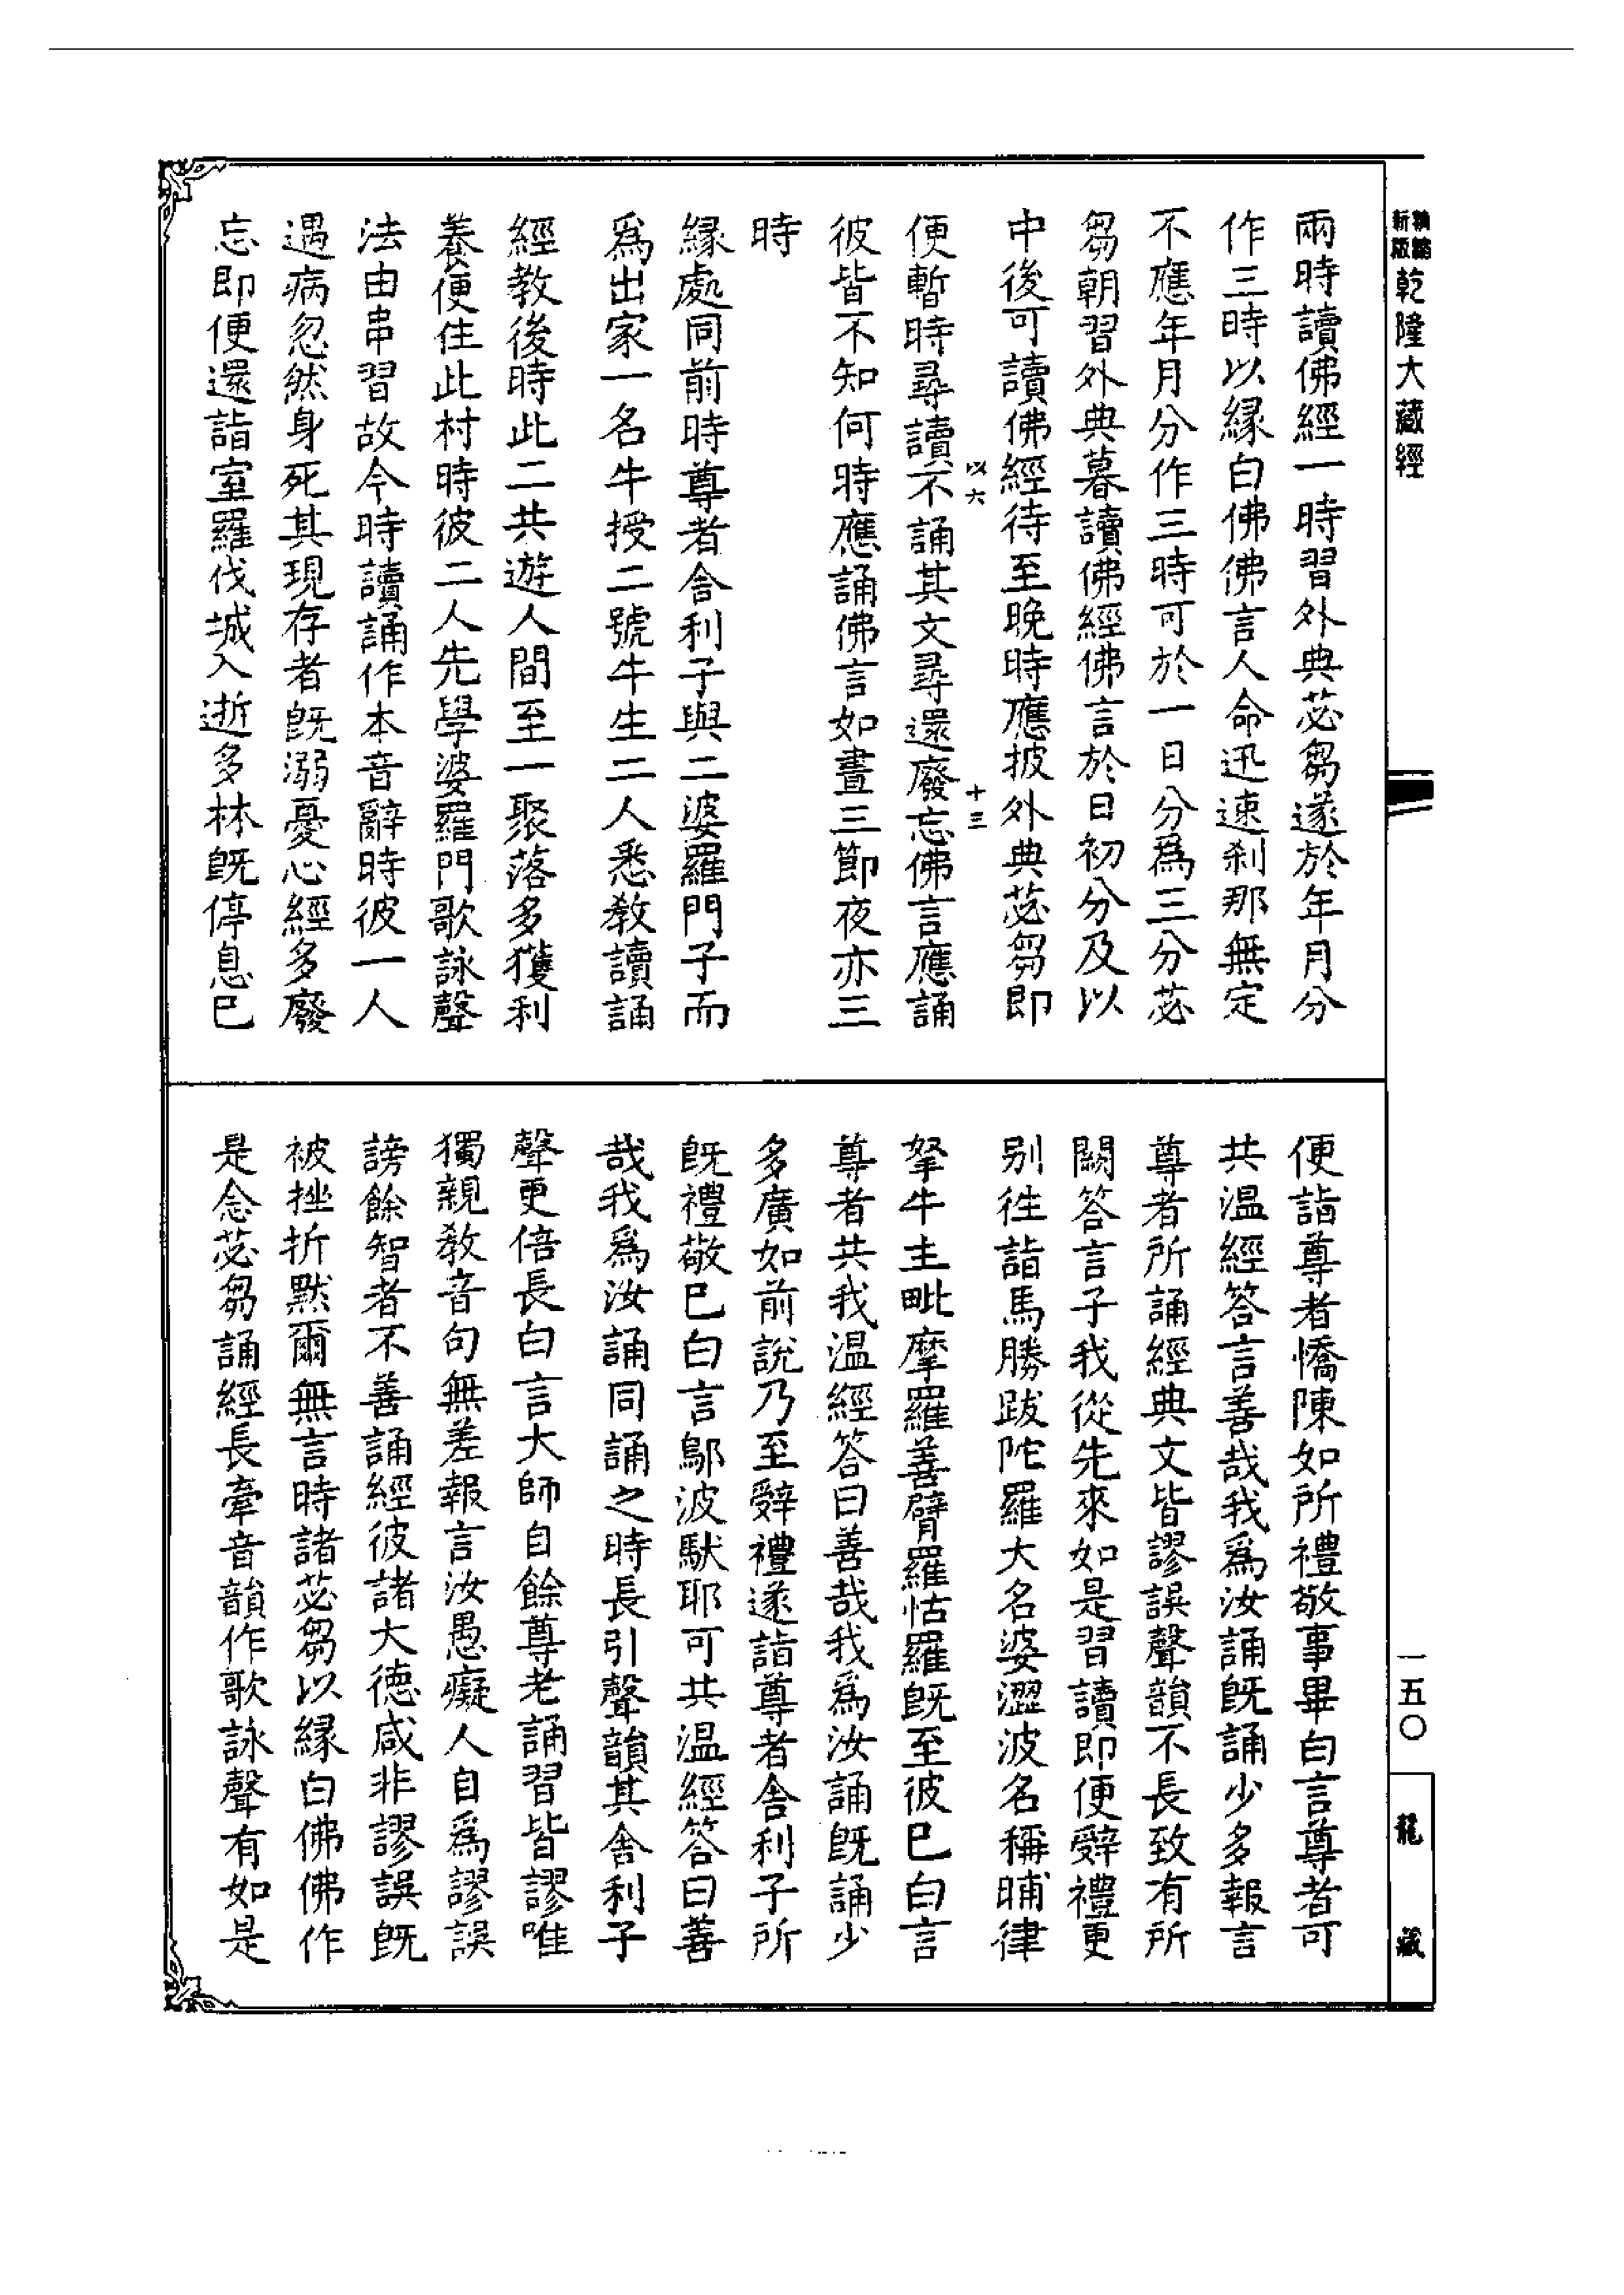 精縮新版
乾隆大藏經
兩時讀佛經一時習外典苾芻遂於年月分
作三時以緣白佛佛言人命迅速刹那無定
不應年月分作三時可於一日分為三分苾
芻朝習外典暮讀佛經佛言於日初分及以
中後可讀佛經待至晚時應披外典苾芻即
以六
十三
便暫時尋讀不誦其文尋還廢忘佛言應誦
彼皆不知何時應誦佛言如晝三節夜亦三
時
緣處同前時尊者舍利子與二婆羅門子而
為出家一名牛授二號牛生二人悉教讀誦
經教後時此二共遊人間至一聚落多獲利
養便住此村時彼二人先學婆羅門歌詠聲
法由串習故今時讀誦作本音辭時彼一人
遇病忽然身死其現存者旣溺憂心經多廢
忘即便還詣室羅伐城入逝多林旣停息已
便詣尊者憍陳如所禮敬事畢白言尊者可
共温經答言善哉我爲汝誦旣誦少多報言
尊者所誦經典文皆謬誤聲韻不長致有所
闕答言子我從先來如是習讀即便辤禮更
別往詣馬勝跋陀羅大名婆澀波名稱晡律
拏牛主毗摩羅善臂羅怙羅旣至彼已白言
尊者共我温經答曰善哉我爲汝誦旣誦少
多廣如前說乃至辤禮遂詣尊者舍利子所
旣禮敬已白言鄔波馱耶可共温經答曰善
哉我爲汝誦同誦之時長引聲韻其舍利子
聲更倍長白言大師自餘尊老誦習皆謬唯
獨親教音句無差報言汝愚癡人自爲謬誤
謗餘智者不善誦經彼諸大德咸非謬誤旣
被挫折默爾無言時諸苾芻以緣白佛佛作
是念苾芻誦經長牽音韻作歌詠聲有如是
一五〇
龍藏